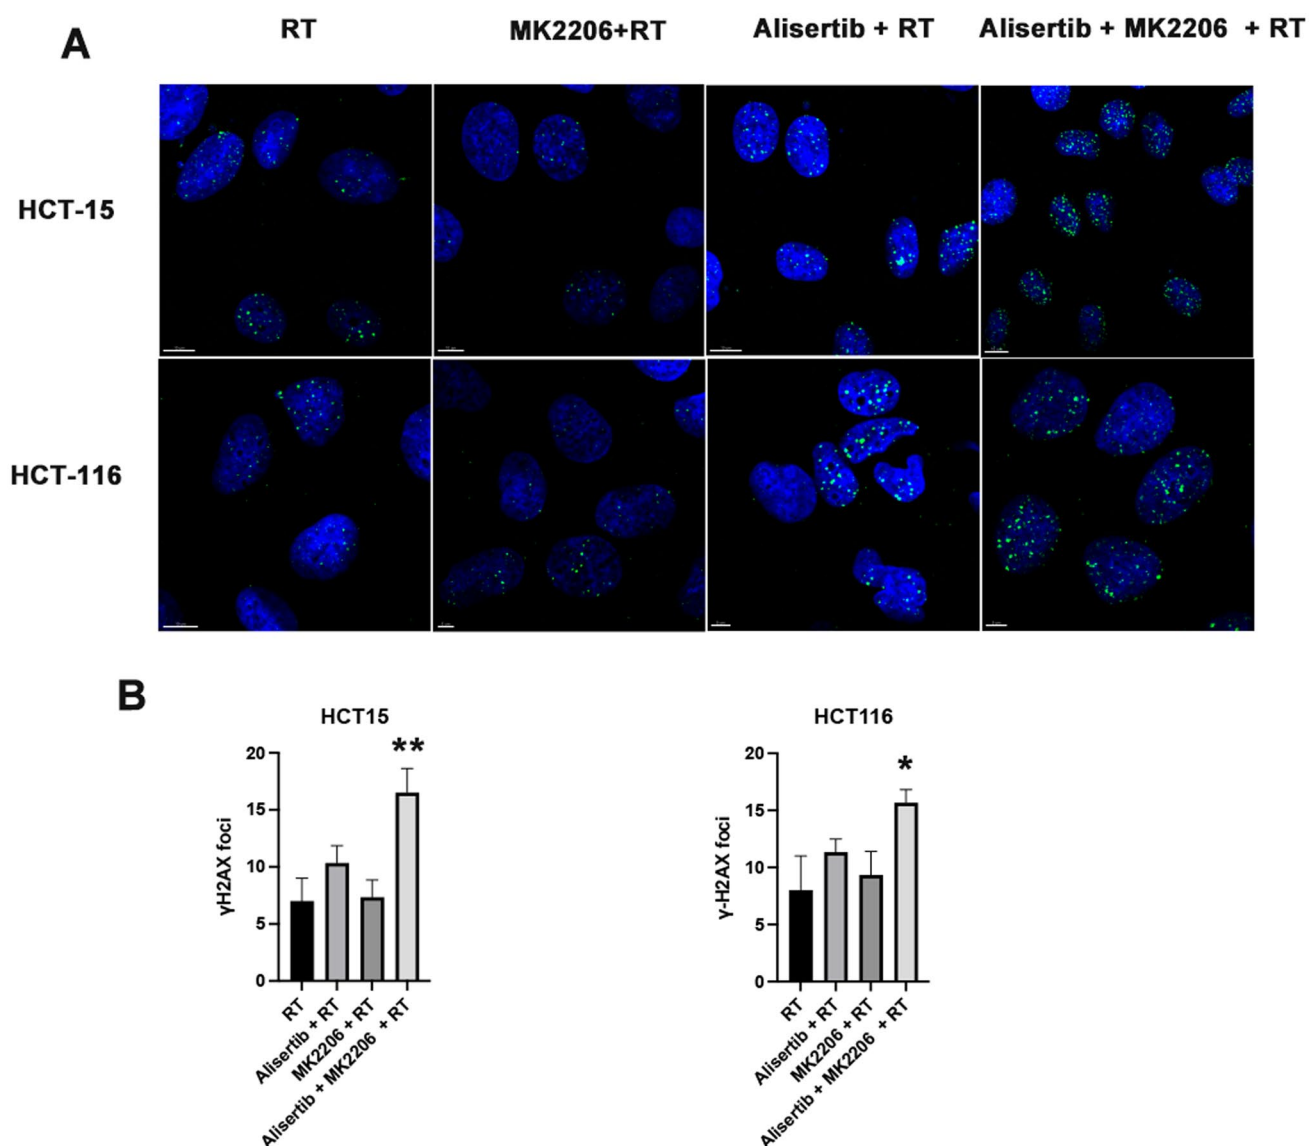 A
RT
MK2206+RT
Alisertib + RT
Alisertib + MK2206 + RT
HCT-15
HCT-116
B
HCT15
**
20
15
10
5
0
γH2AX foci
RT
Alisertib + RT
MK2206 + RT
Alisertib + MK2206 + RT
HCT116
*
20
15
10
5
0
γ-H2AX foci
RT
Alisertib + RT
MK2206 + RT
Alisertib + MK2206 + RT